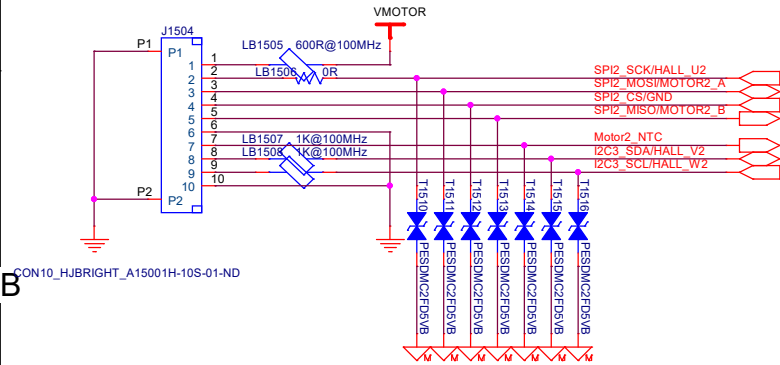 VMOTOR
J1504
P1
P1
LB1505 600R@100MHz
1
1
LB1506 0R
2
2
SPI2_SCK/HALL_U2
3
3
SPI2_MOSI/MOTOR2_A
4
4
SPI2_CS/GND
5
5
SPI2_MISO/MOTOR2_B
6
6
LB1507 1K@100MHz
7
7
Motor2_NTC
LB1508 1K@100MHz
8
8
I2C3_SDA/HALL_V2
9
9
I2C3_SCL/HALL_W2
10
10
P2
P2
T1510
T1511
T1512
T1513
T1514
T1515
T1516
PESDMC2FD5VB
PESDMC2FD5VB
PESDMC2FD5VB
PESDMC2FD5VB
PESDMC2FD5VB
PESDMC2FD5VB
PESDMC2FD5VB
CON10_HJBRIGHT_A15001H-10S-01-ND
B
M
M
M
M
M
M
M